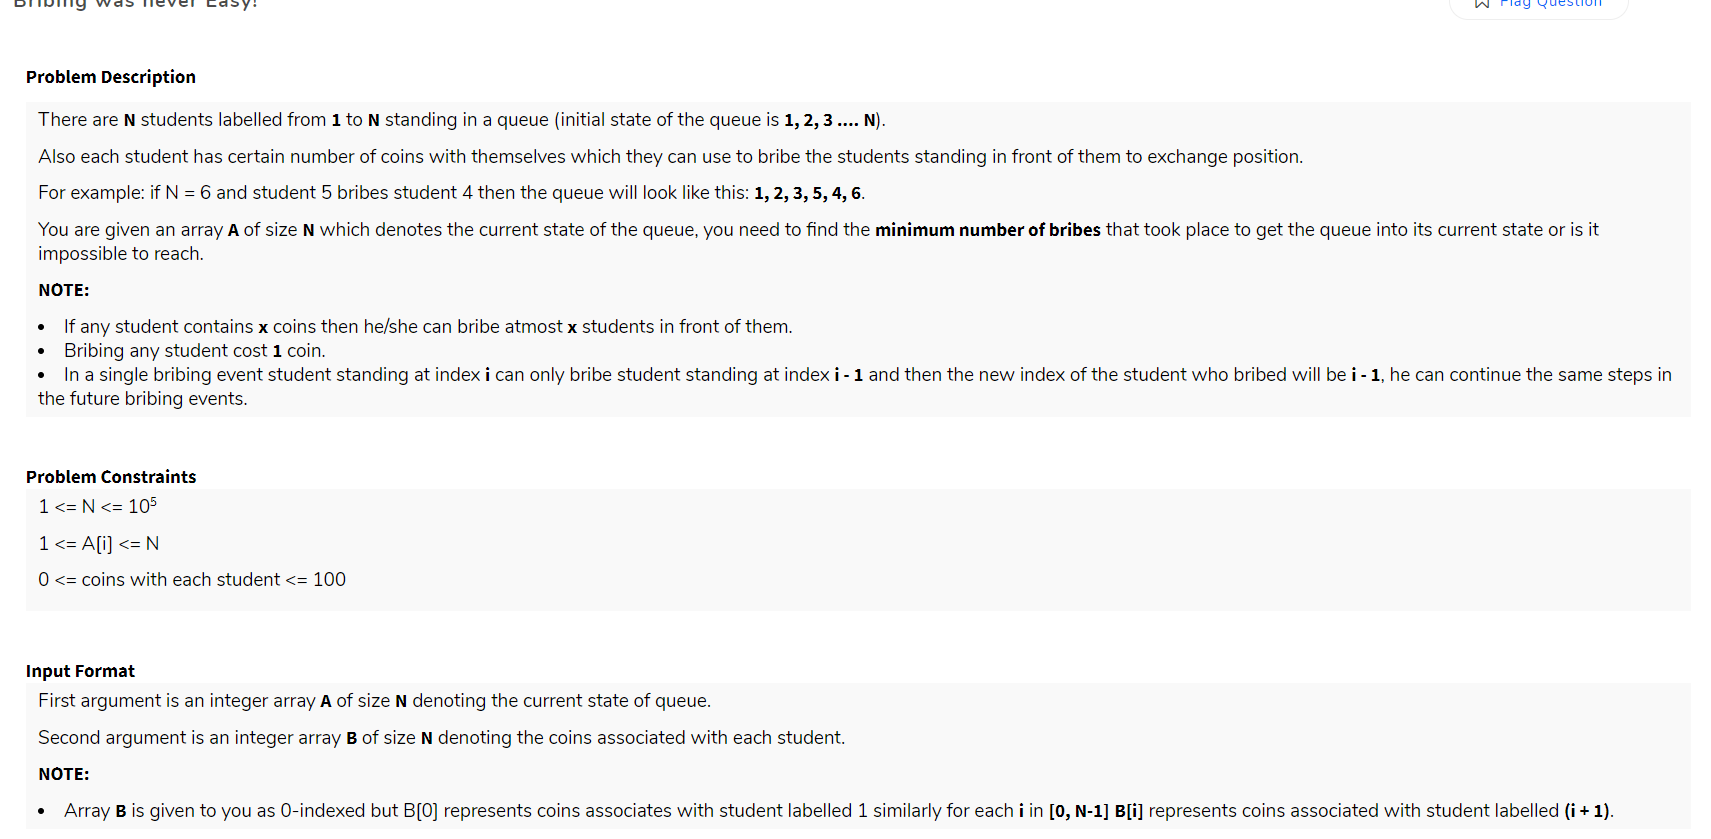 Bribing was never Easy!
Flag Question
Problem Description
There are N students labelled from 1 to N standing in a queue (initial state of the queue is 1, 2, 3 .... N).
Also each student has certain number of coins with themselves which they can use to bribe the students standing in front of them to exchange position.
For example: if N = 6 and student 5 bribes student 4 then the queue will look like this: 1, 2, 3, 5, 4, 6.
You are given an array A of size N which denotes the current state of the queue, you need to find the minimum number of bribes that took place to get the queue into its current state or is it
impossible to reach.
NOTE:
• If any student contains x coins then he/she can bribe atmost x students in front of them.
• Bribing any student cost 1 coin.
• In a single bribing event student standing at index i can only bribe student standing at index i - 1 and then the new index of the student who bribed will be i - 1, he can continue the same steps in
the future bribing events.
Problem Constraints
1 <= N <= 10⁵
1 <= A[i] <= N
0 <= coins with each student <= 100
Input Format
First argument is an integer array A of size N denoting the current state of queue.
Second argument is an integer array B of size N denoting the coins associated with each student.
NOTE:
• Array B is given to you as 0-indexed but B[0] represents coins associates with student labelled 1 similarly for each i in [0, N-1] B[i] represents coins associated with student labelled (i + 1).